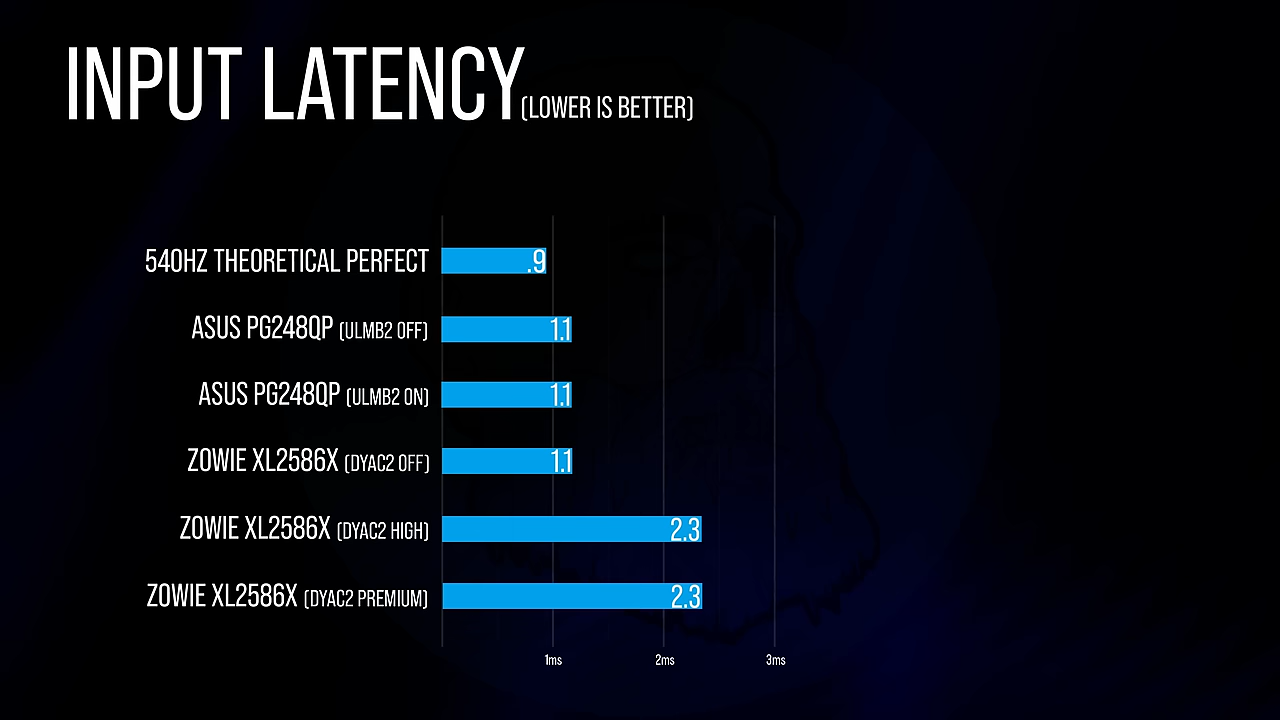 INPUT LATENCY (LOWER IS BETTER)
540HZ THEORETICAL PERFECT .9
ASUS PG248QP (ULMB2 OFF) 1.1
ASUS PG248QP (ULMB2 ON) 1.1
ZOWIE XL2586X (DYAC2 OFF) 1.1
ZOWIE XL2586X (DYAC2 HIGH) 2.3
ZOWIE XL2586X (DYAC2 PREMIUM) 2.3
1ms 2ms 3ms